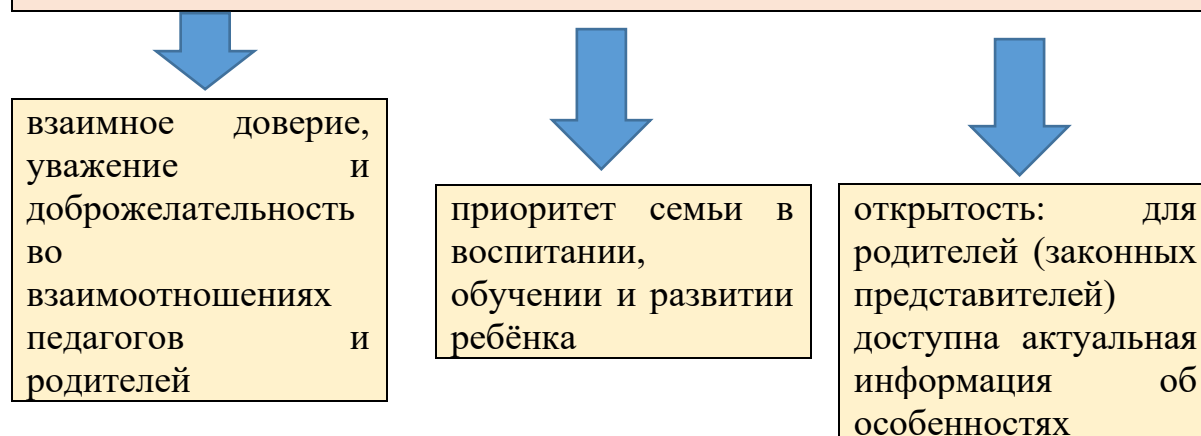 взаимное доверие,
уважение и
доброжелательность
во
взаимоотношениях
педагогов и
родителей
приоритет семьи в
воспитании,
обучении и развитии
ребёнка
открытость: для
родителей (законных
представителей)
доступна актуальная
информация об
особенностях